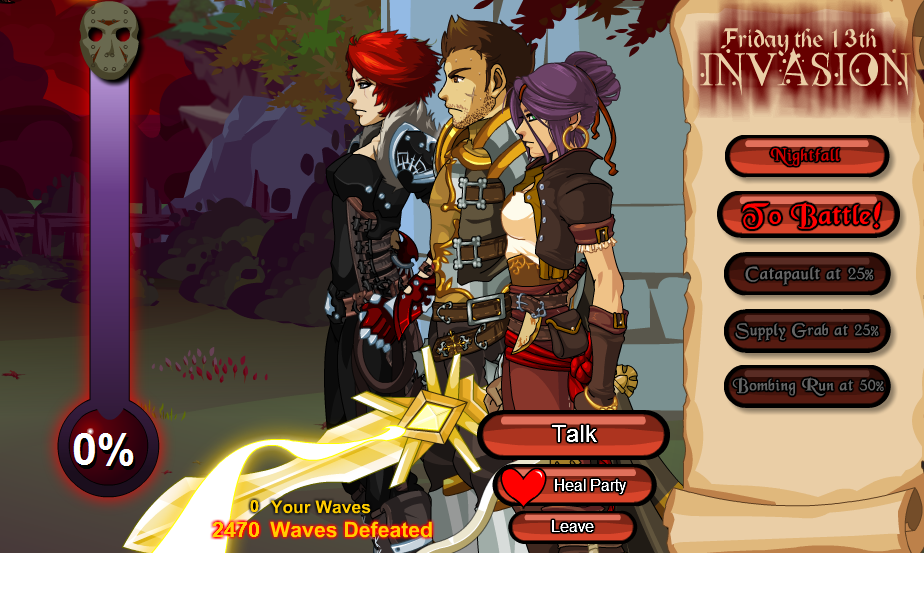 Friday the 13th
INVASION
Nightfall
To Battle!
Catapault at 25%
Supply Grab at 25%
Bombing Run at 50%
0%
Talk
Heal Party
Leave
0 Your Waves
2470 Waves Defeated